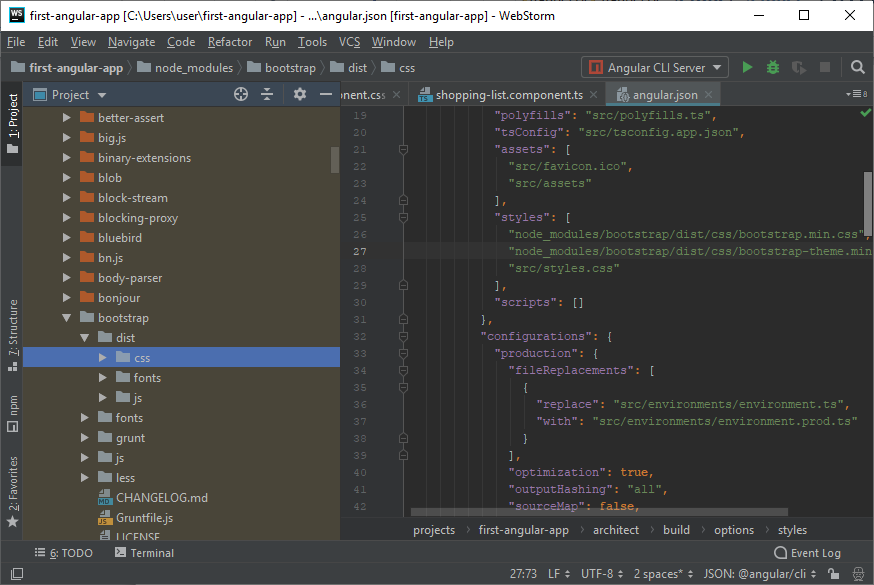 first-angular-app [C:\Users\user\first-angular-app] - ...\angular.json [first-angular-app] - WebStorm
File Edit View Navigate Code Refactor Run Tools VCS Window Help
first-angular-app node_modules bootstrap dist css Angular CLI Server
1: Project
7: Structure
npm
2: Favorites
Project
better-assert
big.js
binary-extensions
blob
block-stream
blocking-proxy
bluebird
bn.js
body-parser
bonjour
bootstrap
dist
css
fonts
js
fonts
grunt
js
less
CHANGELOG.md
Gruntfile.js
LICENSE
nent.css shopping-list.component.ts angular.json 8
19 "polyfills": "src/polyfills.ts",
20 "tsConfig": "src/tsconfig.app.json",
21 "assets": [
22 "src/favicon.ico",
23 "src/assets"
24 ],
25 "styles": [
26 "node_modules/bootstrap/dist/css/bootstrap.min.css",
27 "node_modules/bootstrap/dist/css/bootstrap-theme.min
28 "src/styles.css"
29 ],
30 "scripts": []
31 },
32 "configurations": {
33 "production": {
34 "fileReplacements": [
35 {
36 "replace": "src/environments/environment.ts",
37 "with": "src/environments/environment.prod.ts"
38 }
39 ],
40 "optimization": true,
41 "outputHashing": "all",
42 "sourceMap": false,
projects first-angular-app architect build options styles
6: TODO Terminal Event Log
27:73 LF UTF-8 2 spaces* JSON: @angular/cli